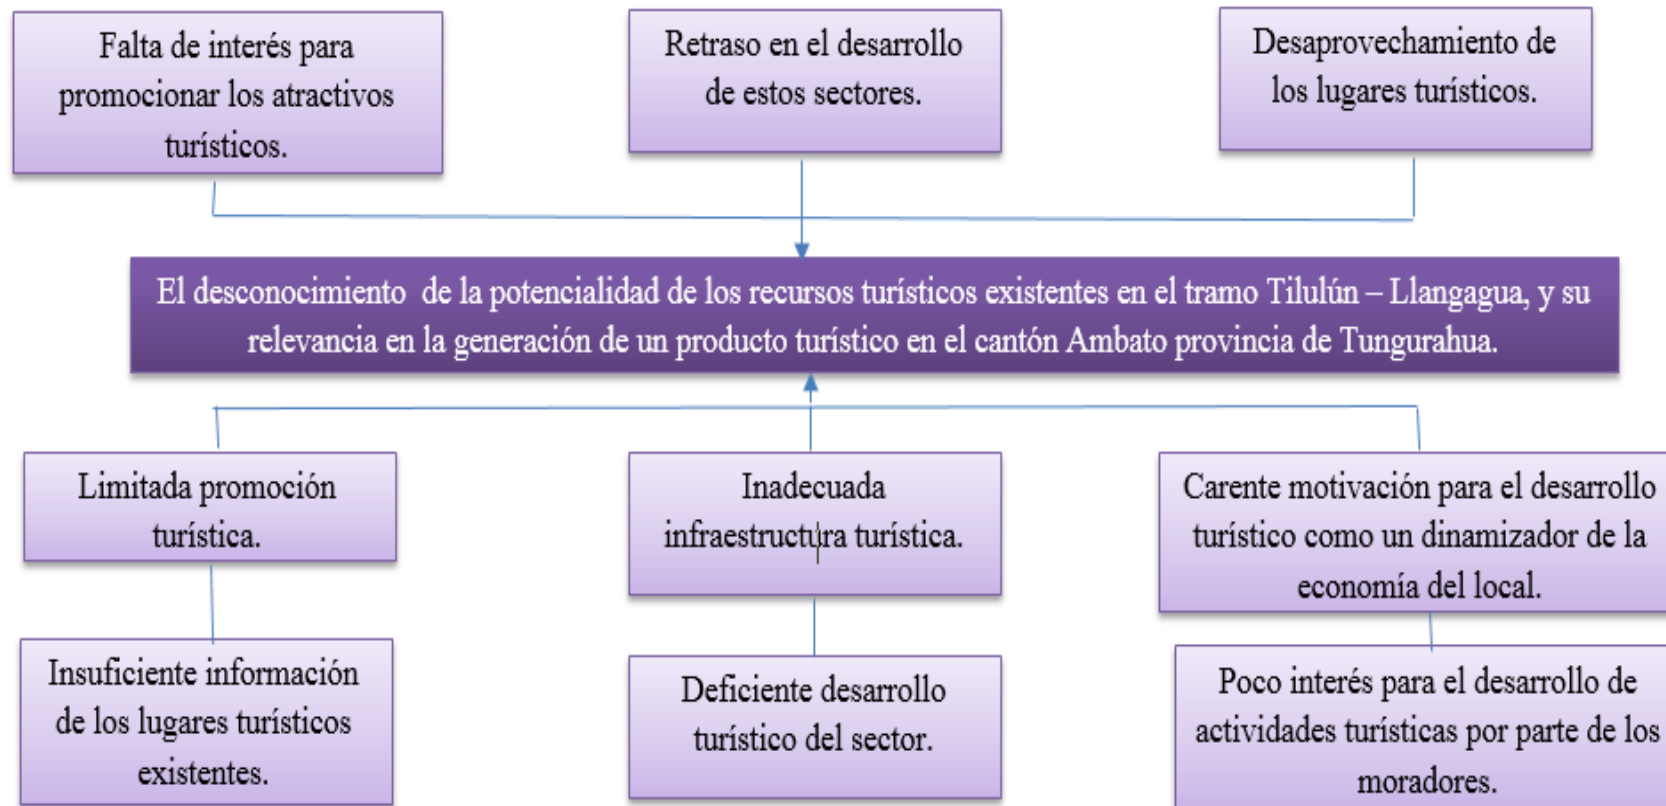 Falta de interés para
promocionar los atractivos
turísticos.
Retraso en el desarrollo
de estos sectores.
Desaprovechamiento de
los lugares turísticos.
El desconocimiento de la potencialidad de los recursos turísticos existentes en el tramo Tilulún – Llangagua, y su
relevancia en la generación de un producto turístico en el cantón Ambato provincia de Tungurahua.
Limitada promoción
turística.
Inadecuada
infraestructura turística.
Carente motivación para el desarrollo
turístico como un dinamizador de la
economía del local.
Insuficiente información
de los lugares turísticos
existentes.
Deficiente desarrollo
turístico del sector.
Poco interés para el desarrollo de
actividades turísticas por parte de los
moradores.